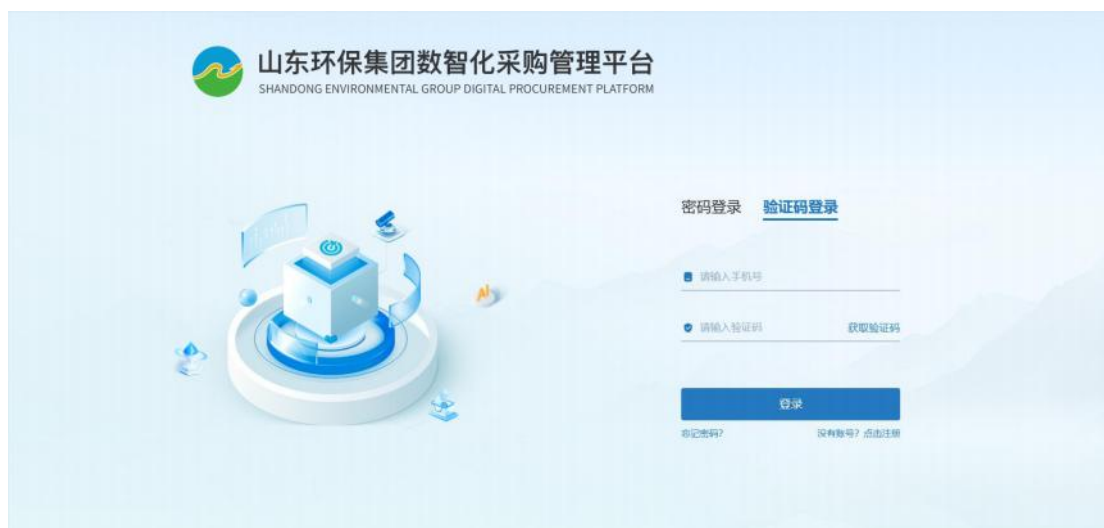 山东环保集团数智化采购管理平台
SHANDONG ENVIRONMENTAL GROUP DIGITAL PROCUREMENT PLATFORM
密码登录 验证码登录
请输入手机号
请输入验证码 获取验证码
AI
登录
忘记密码? 没有账号? 点击注册